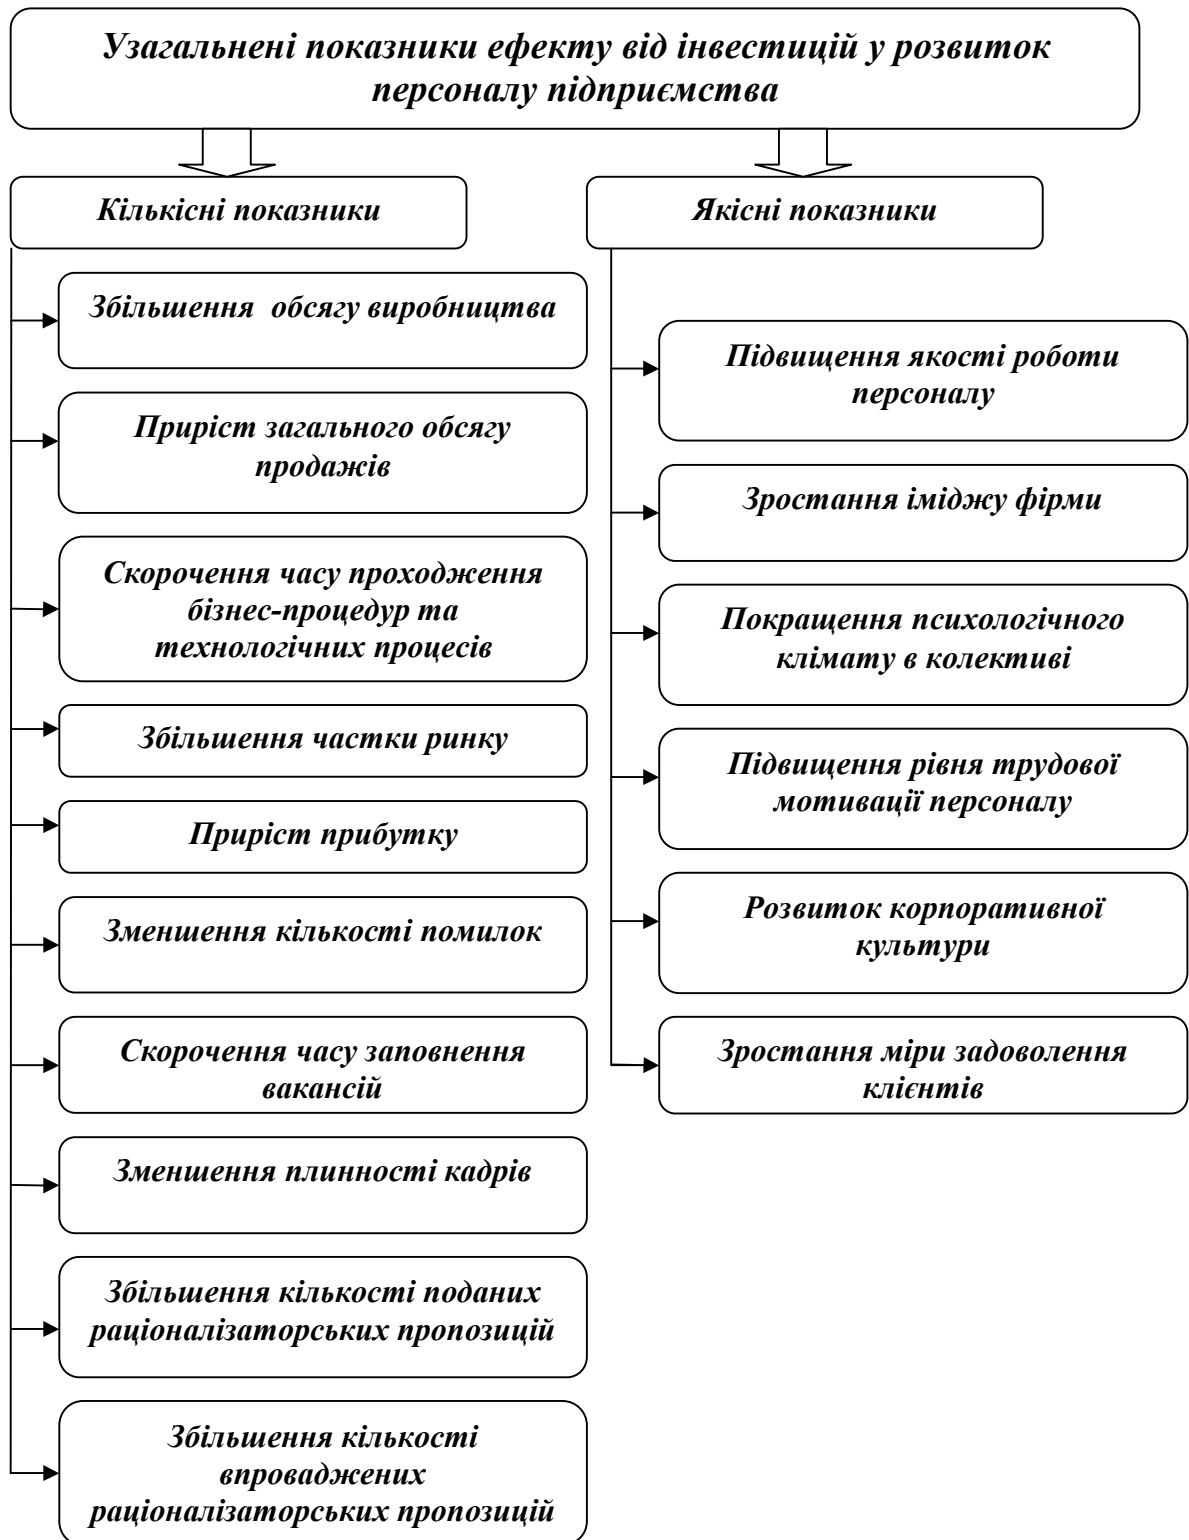 Узагальнені показники ефекту від інвестицій у розвиток
персоналу підприємства
Кількісні показники
Збільшення обсягу виробництва
Приріст загального обсягу
продажів
Скорочення часу проходження
бізнес-процедур та
технологічних процесів
Збільшення частки ринку
Приріст прибутку
Зменшення кількості помилок
Скорочення часу заповнення
вакансій
Зменшення плинності кадрів
Збільшення кількості поданих
раціоналізаторських пропозицій
Збільшення кількості
впроваджених
раціоналізаторських пропозицій
Якісні показники
Підвищення якості роботи
персоналу
Зростання іміджу фірми
Покращення психологічного
клімату в колективі
Підвищення рівня трудової
мотивації персоналу
Розвиток корпоративної
культури
Зростання міри задоволення
клієнтів